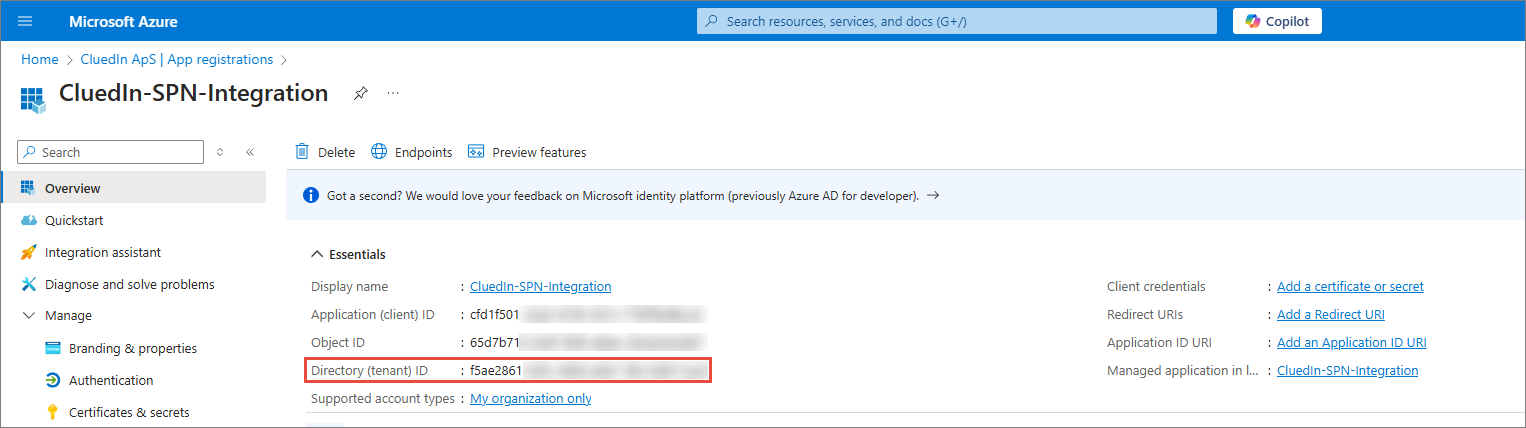 Microsoft Azure
Search resources, services, and docs (G+/)
Copilot
Home > CluedIn ApS | App registrations >
CluedIn-SPN-Integration
...
Search
Delete
Endpoints
Preview features
Overview
Got a second? We would love your feedback on Microsoft identity platform (previously Azure AD for developer). →
Quickstart
Integration assistant
Diagnose and solve problems
Manage
Branding & properties
Authentication
Certificates & secrets
Essentials
Display name : CluedIn-SPN-Integration
Application (client) ID : cfd1f501
Object ID : 65d7b71
Directory (tenant) ID : f5ae2861
Supported account types : My organization only
Client credentials : Add a certificate or secret
Redirect URIs : Add a Redirect URI
Application ID URI : Add an Application ID URI
Managed application in l... : CluedIn-SPN-Integration